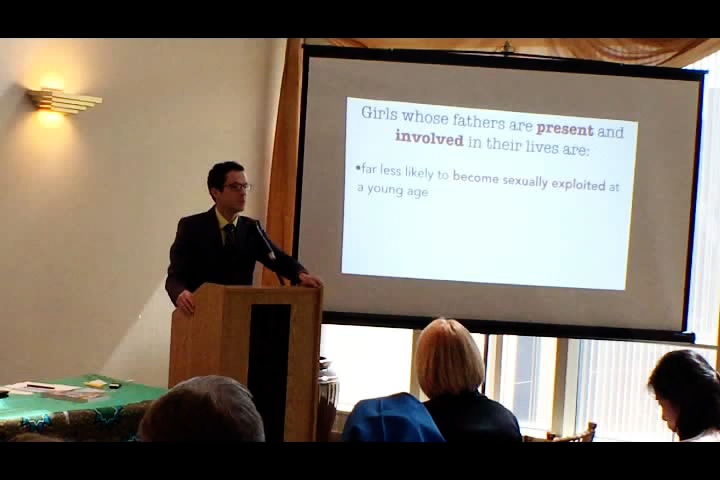 Girls whose fathers are present and
involved in their lives are:
•far less likely to become sexually exploited at
a young age